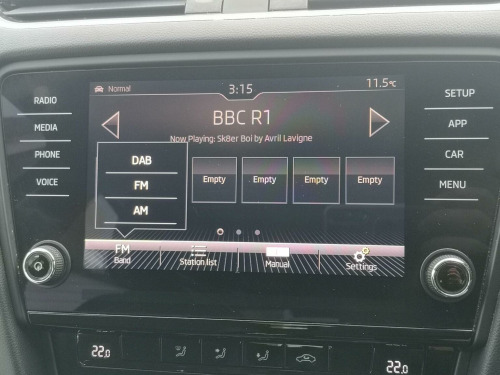 Normal 3:15 11.5°C
RADIO
MEDIA
PHONE
VOICE
BBC R1
Now Playing: Sk8er Boi by Avril Lavigne
DAB
FM
AM
Empty Empty Empty Empty
FM
Band
Station list
Manual
Settings
SETUP
APP
CAR
MENU
22.0
22.0